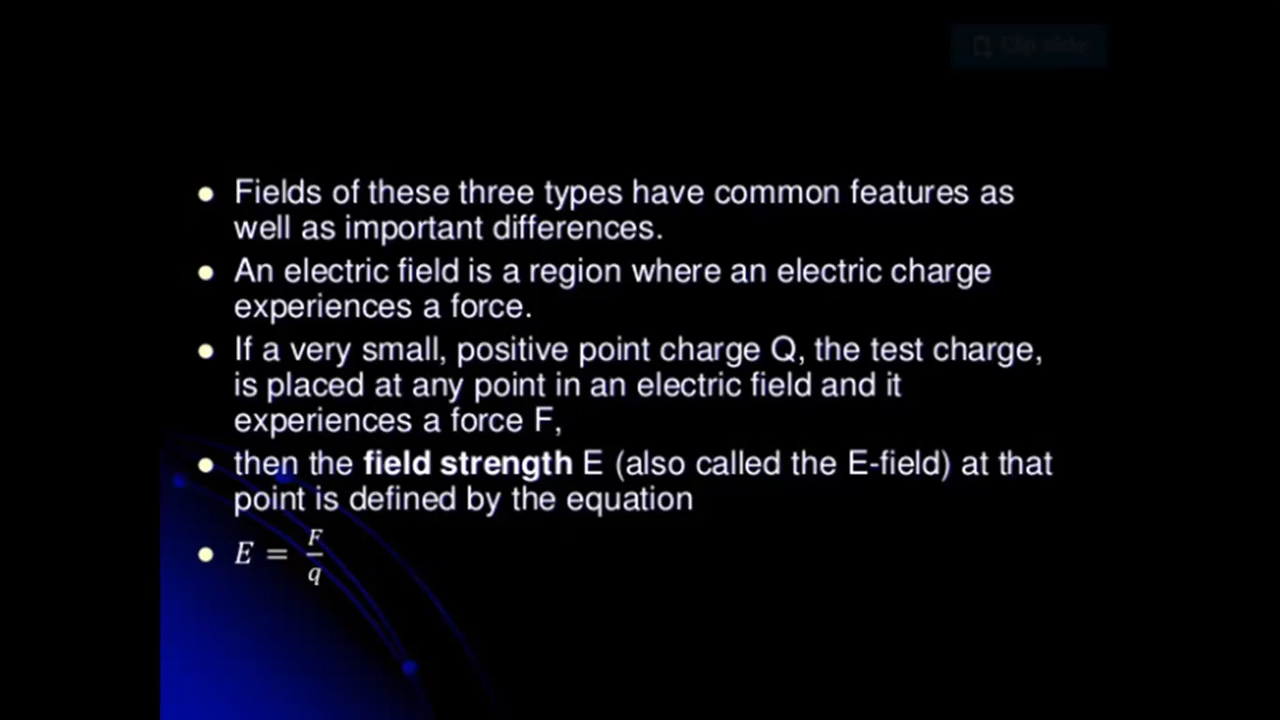 Clip slide
• Fields of these three types have common features as
well as important differences.
• An electric field is a region where an electric charge
experiences a force.
• If a very small, positive point charge Q, the test charge,
is placed at any point in an electric field and it
experiences a force F,
• then the field strength E (also called the E-field) at that
point is defined by the equation
• E = F/q